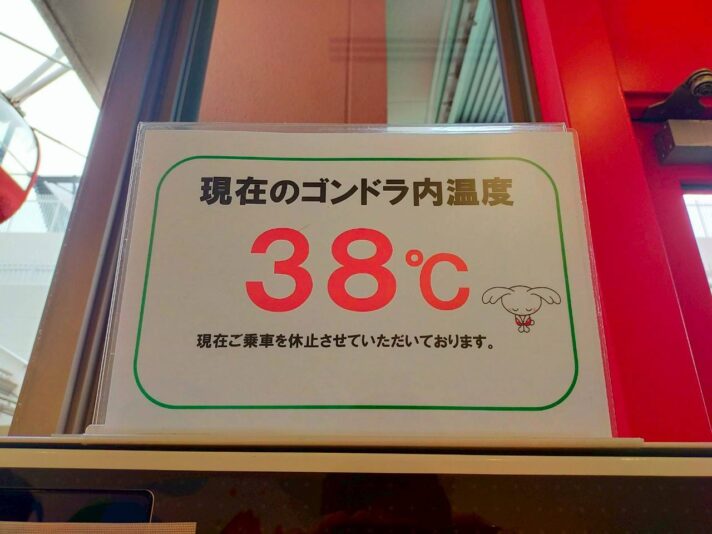 現在のゴンドラ内温度
38℃
現在ご乗車を休止させていただいております。